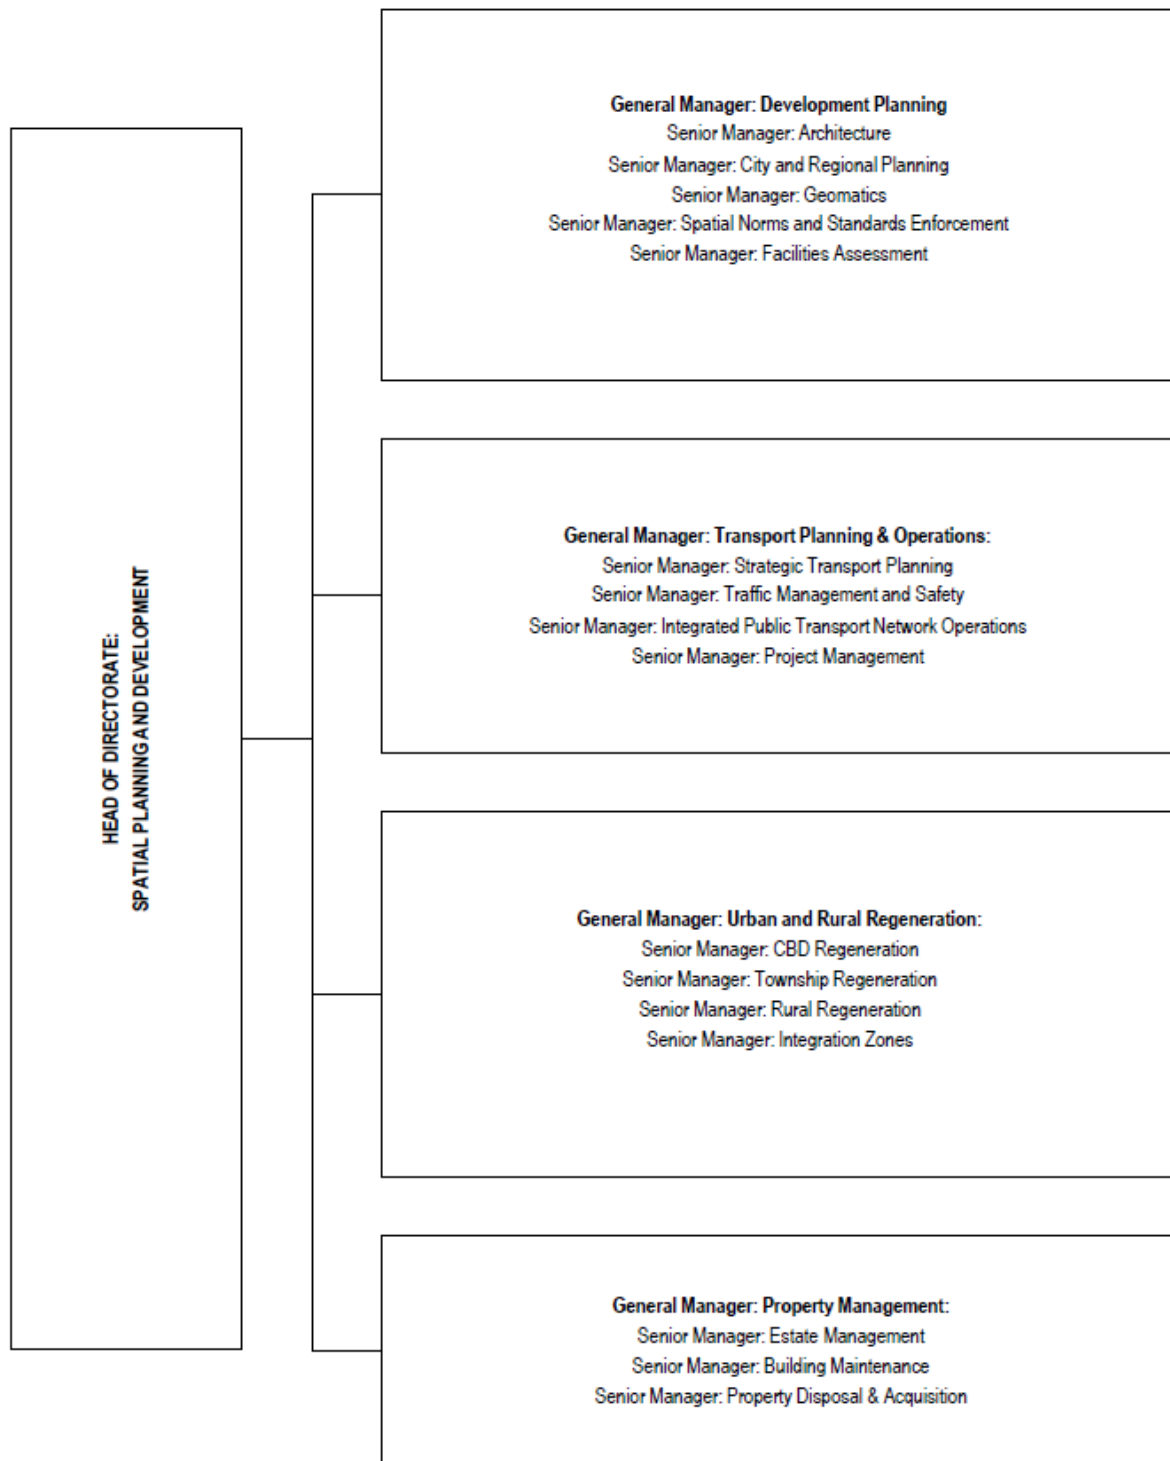 HEAD OF DIRECTORATE:
SPATIAL PLANNING AND DEVELOPMENT
General Manager: Development Planning
Senior Manager: Architecture
Senior Manager: City and Regional Planning
Senior Manager: Geomatics
Senior Manager: Spatial Norms and Standards Enforcement
Senior Manager: Facilities Assessment
General Manager: Transport Planning & Operations:
Senior Manager: Strategic Transport Planning
Senior Manager: Traffic Management and Safety
Senior Manager: Integrated Public Transport Network Operations
Senior Manager: Project Management
General Manager: Urban and Rural Regeneration:
Senior Manager: CBD Regeneration
Senior Manager: Township Regeneration
Senior Manager: Rural Regeneration
Senior Manager: Integration Zones
General Manager: Property Management:
Senior Manager: Estate Management
Senior Manager: Building Maintenance
Senior Manager: Property Disposal & Acquisition